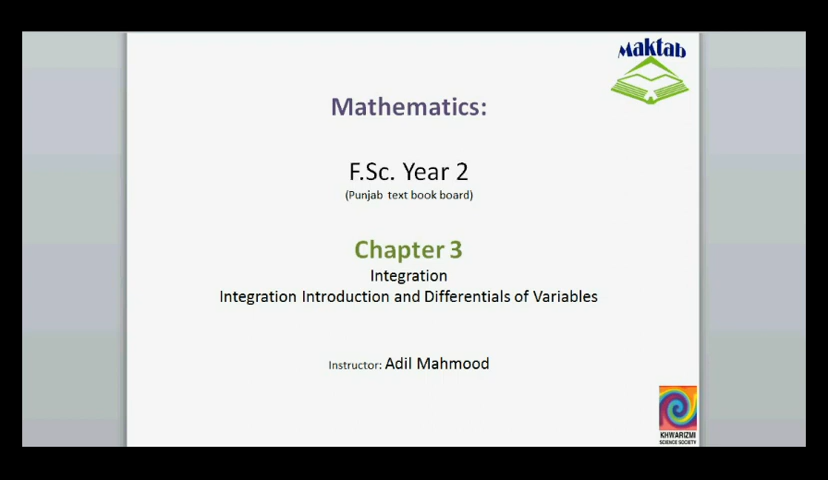 Maktab
Mathematics:
F.Sc. Year 2
(Punjab text book board)
Chapter 3
Integration
Integration Introduction and Differentials of Variables
Instructor: Adil Mahmood
KHWARIZMI
SCIENCE SOCIETY